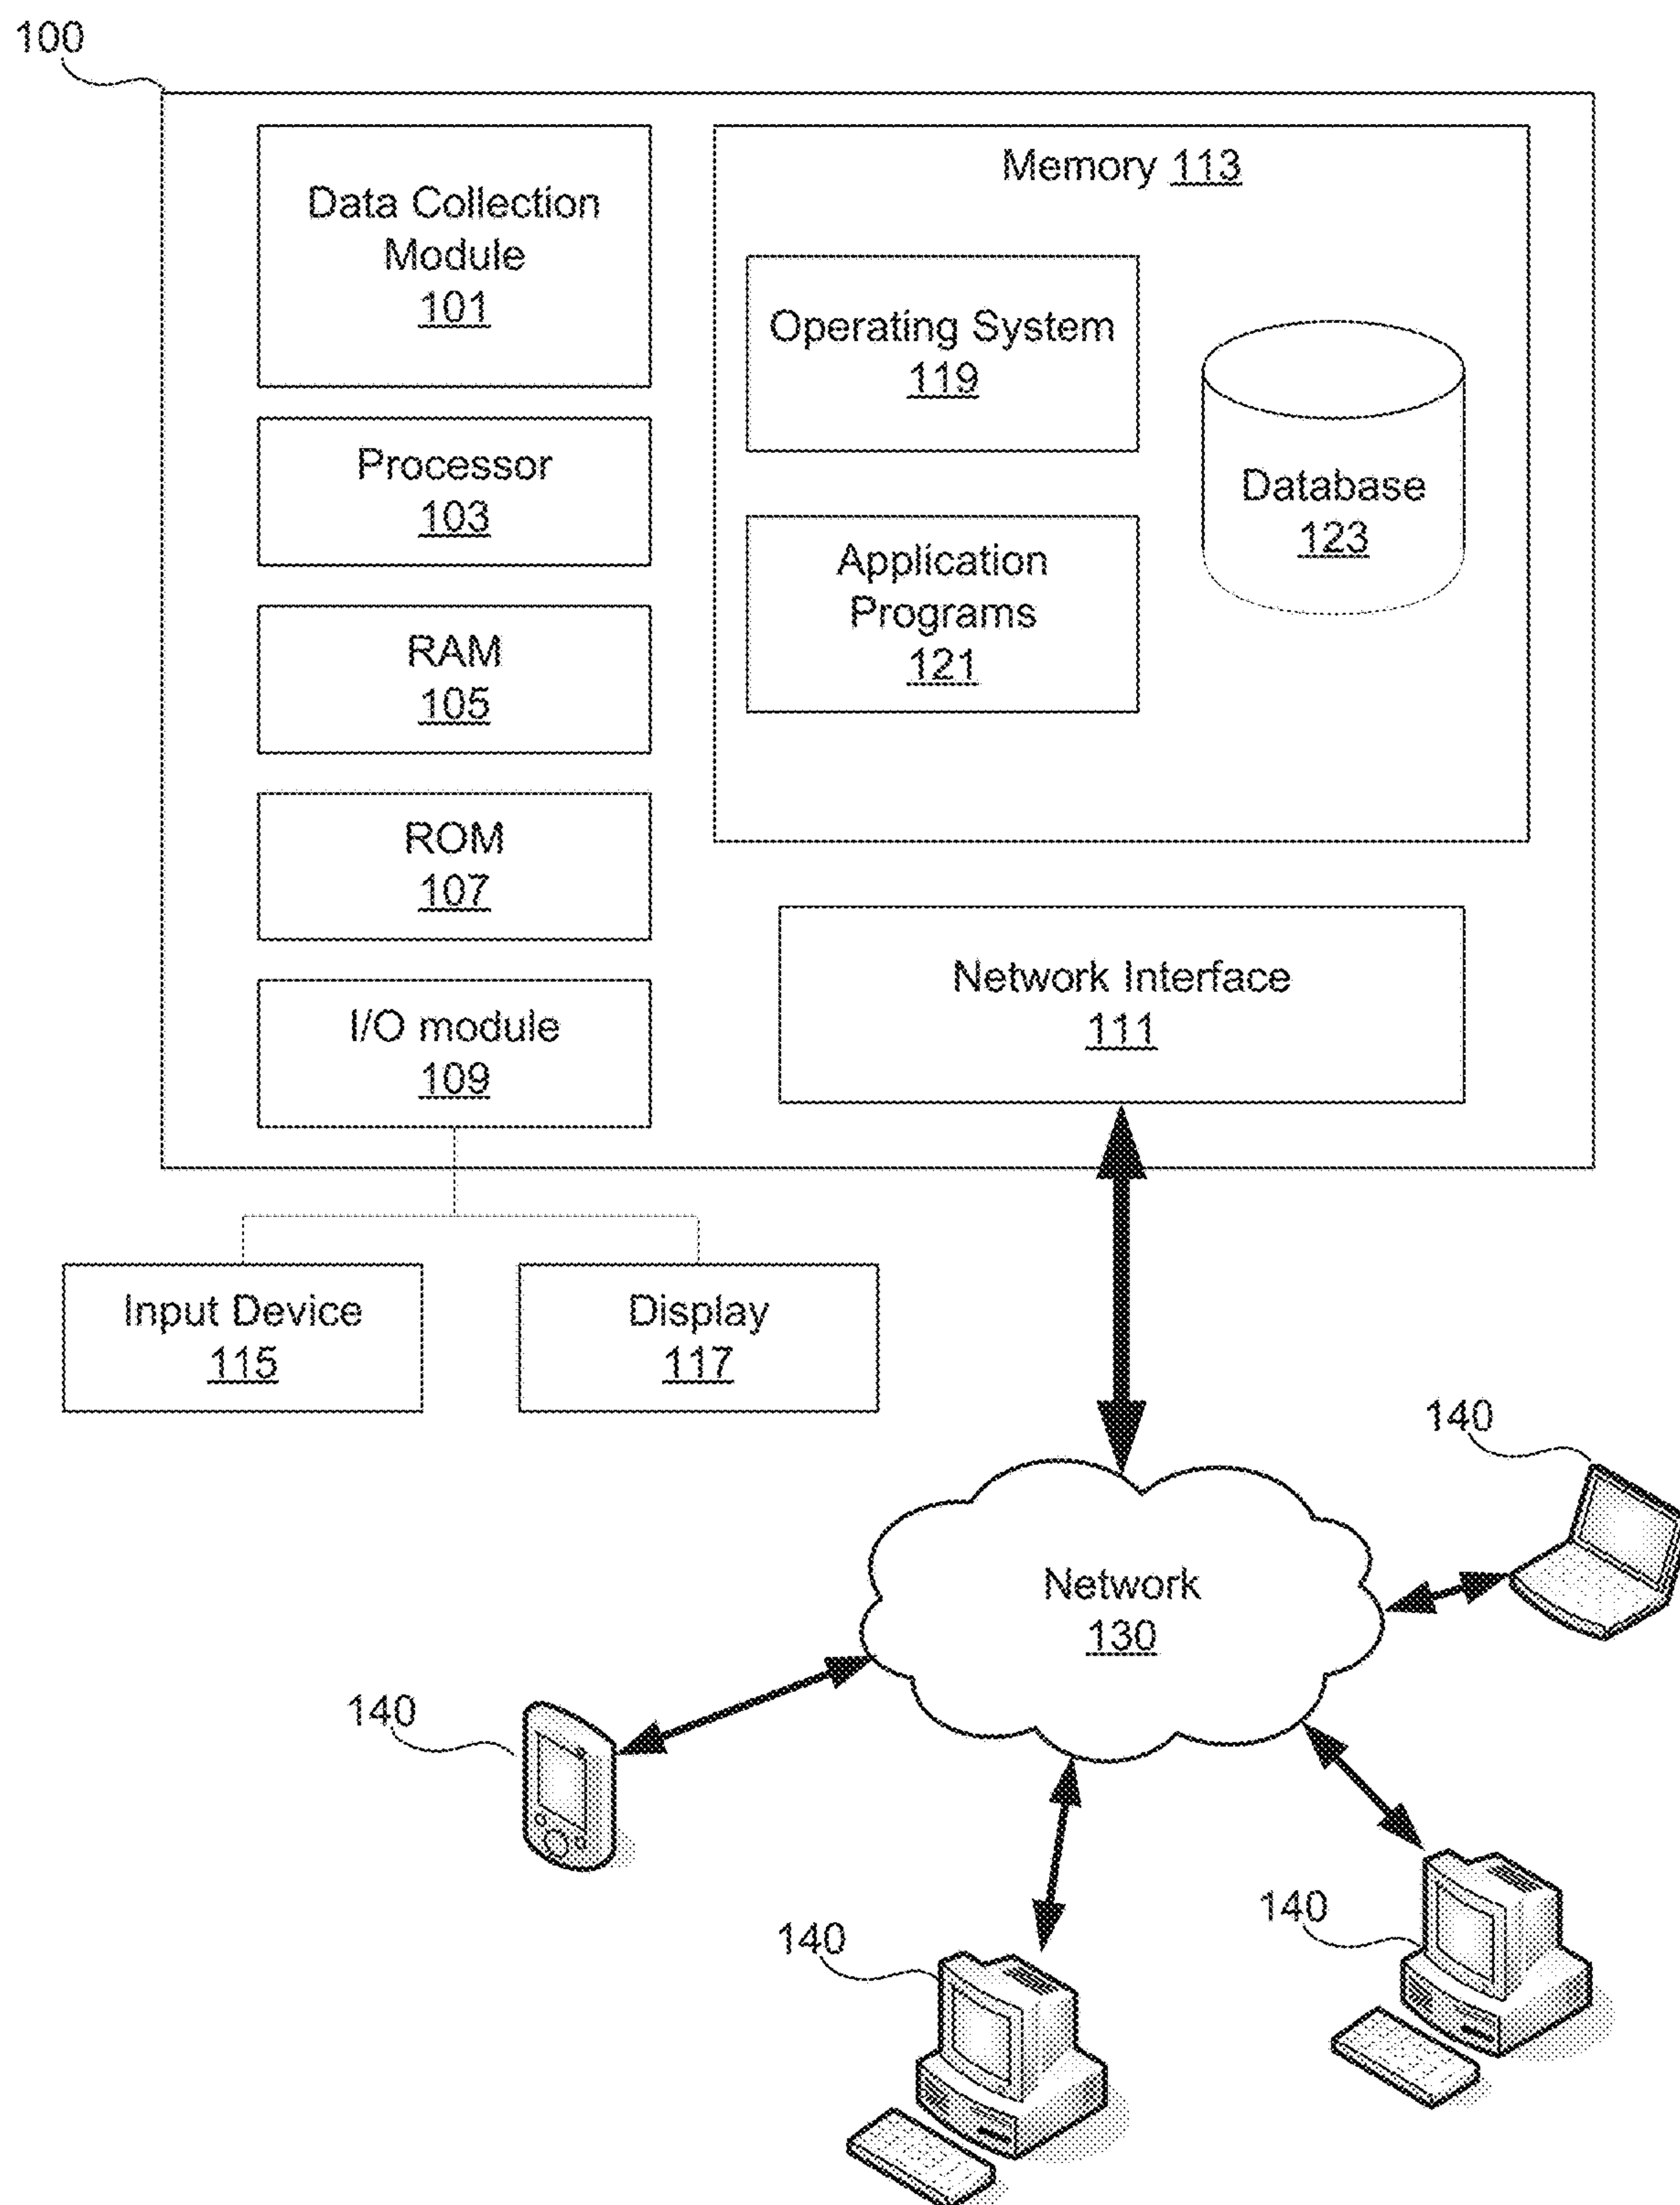 100
Data Collection
Module
101
Processor
103
RAM
105
ROM
107
I/O module
109
Memory 113
Operating System
119
Application
Programs
121
Database
123
Network Interface
111
Input Device
115
Display
117
140
Network
130
140
140
140